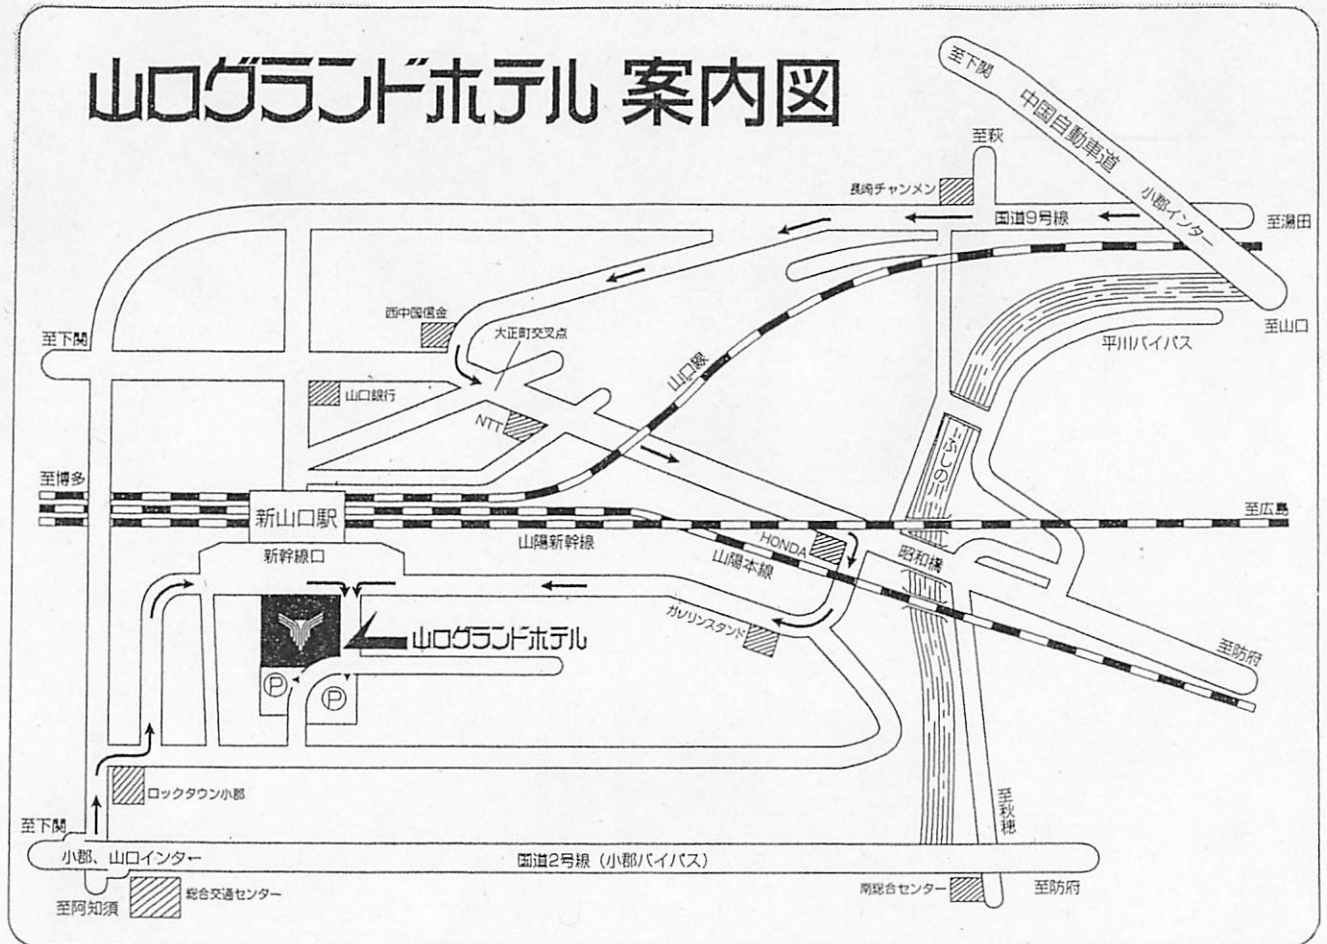 山口グランドホテル 案内図
至下関
中国自動車道
小郡インター
至萩
長崎チャンメン
国道9号線
至湯田
至山口
平川バイパス
西中国信金
大正町交叉点
至下関
山口銀行
NTT
山口線
ふしの川
至博多
新山口駅
至広島
新幹線口
山陽新幹線
HONDA
山陽本線
昭和橋
ガソリンスタンド
山口グランドホテル
至防府
P
P
ロックタウン小郡
至秋穂
至下関
小郡、山口インター
国道2号線(小郡バイパス)
至阿知須
総合交通センター
南総合センター
至防府